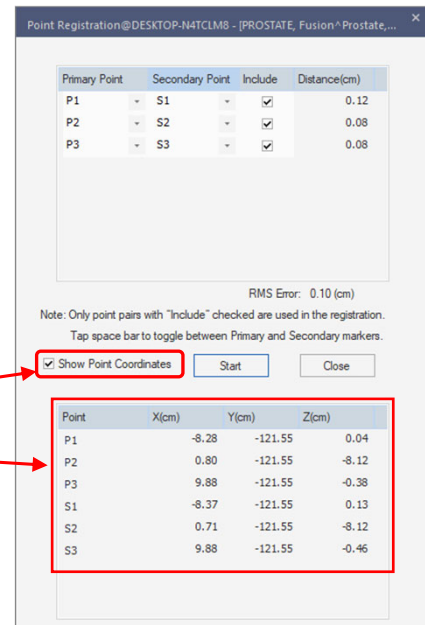 Point Registration@DESKTOP-N4TCLM8 - [PROSTATE, Fusion^Prostate,...
Primary Point Secondary Point Include Distance(cm)
P1 S1 0.12
P2 S2 0.08
P3 S3 0.08
RMS Error: 0.10 (cm)
Note: Only point pairs with "Include" checked are used in the registration.
Tap space bar to toggle between Primary and Secondary markers.
Show Point Coordinates Start Close
Point X(cm) Y(cm) Z(cm)
P1 -8.28 -121.55 0.04
P2 0.80 -121.55 -8.12
P3 9.88 -121.55 -0.38
S1 -8.37 -121.55 0.13
S2 0.71 -121.55 -8.12
S3 9.88 -121.55 -0.46